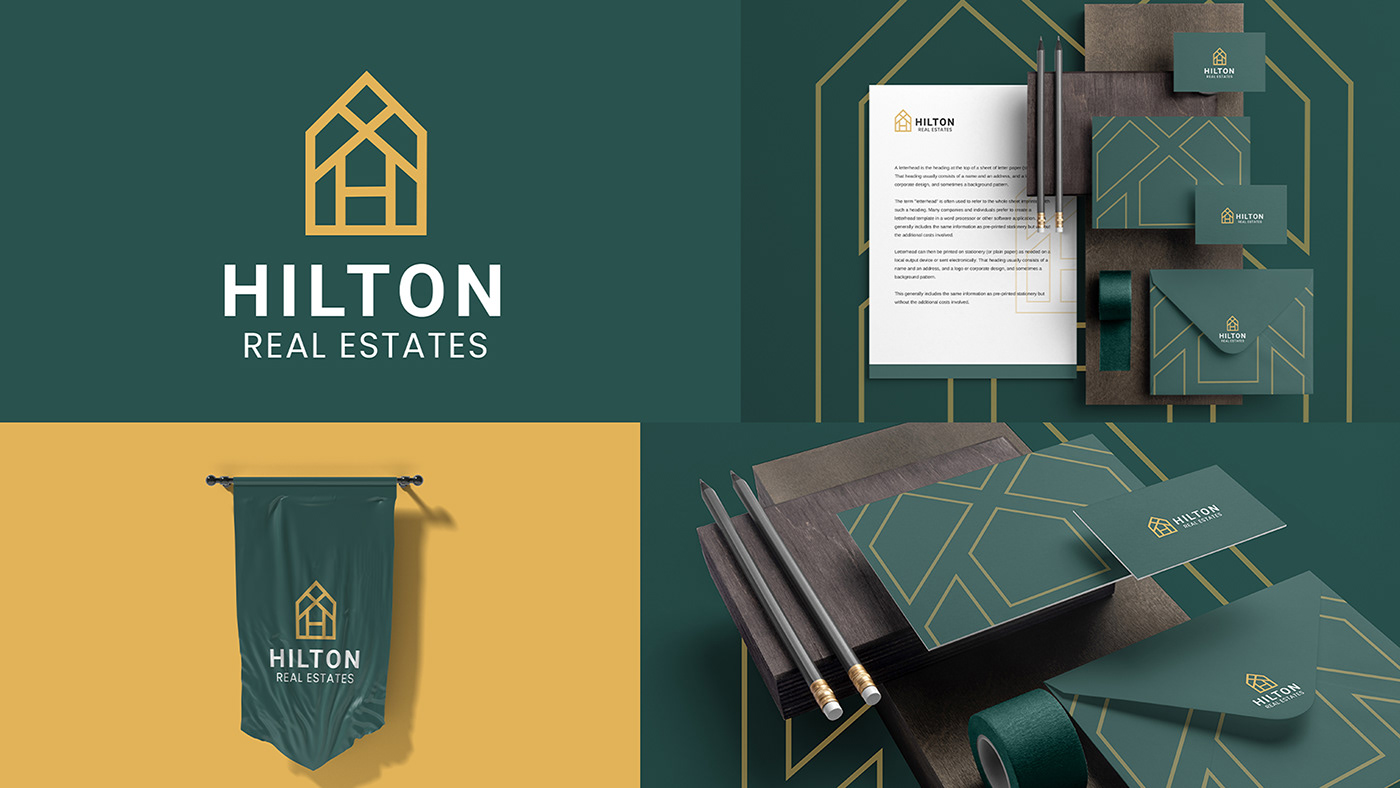 HILTON
REAL ESTATES
HILTON
REAL ESTATES
A letterhead is the heading at the top of a sheet of letter paper
That heading usually consists of a name and an address, and a
corporate design, and sometimes a background pattern.
The term "letterhead" is often used to refer to the whole sheet imprinted
such a heading. Many companies and individuals prefer to create a
letterhead template in a word processor or other software application.
generally includes the same information as pre-printed stationery but
the additional costs involved.
Letterhead can then be printed on stationery (or plain paper) as needed on a
local output device or sent electronically. That heading usually consists of a
name and an address, and a logo or corporate design, and sometimes a
background pattern.
This generally includes the same information as pre-printed stationery but
without the additional costs involved.
HILTON
REAL ESTATES
HILTON
REAL ESTATES
HILTON
REAL ESTATES
HILTON
REAL ESTATES
HILTON
REAL ESTATES
HILTON
REAL ESTATES